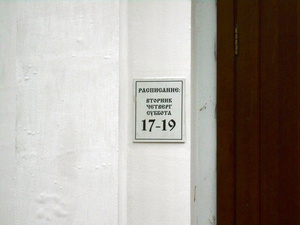 РАСПИСАНИЕ:
ВТОРНИК
ЧЕТВЕРГ
СУББОТА
17-19